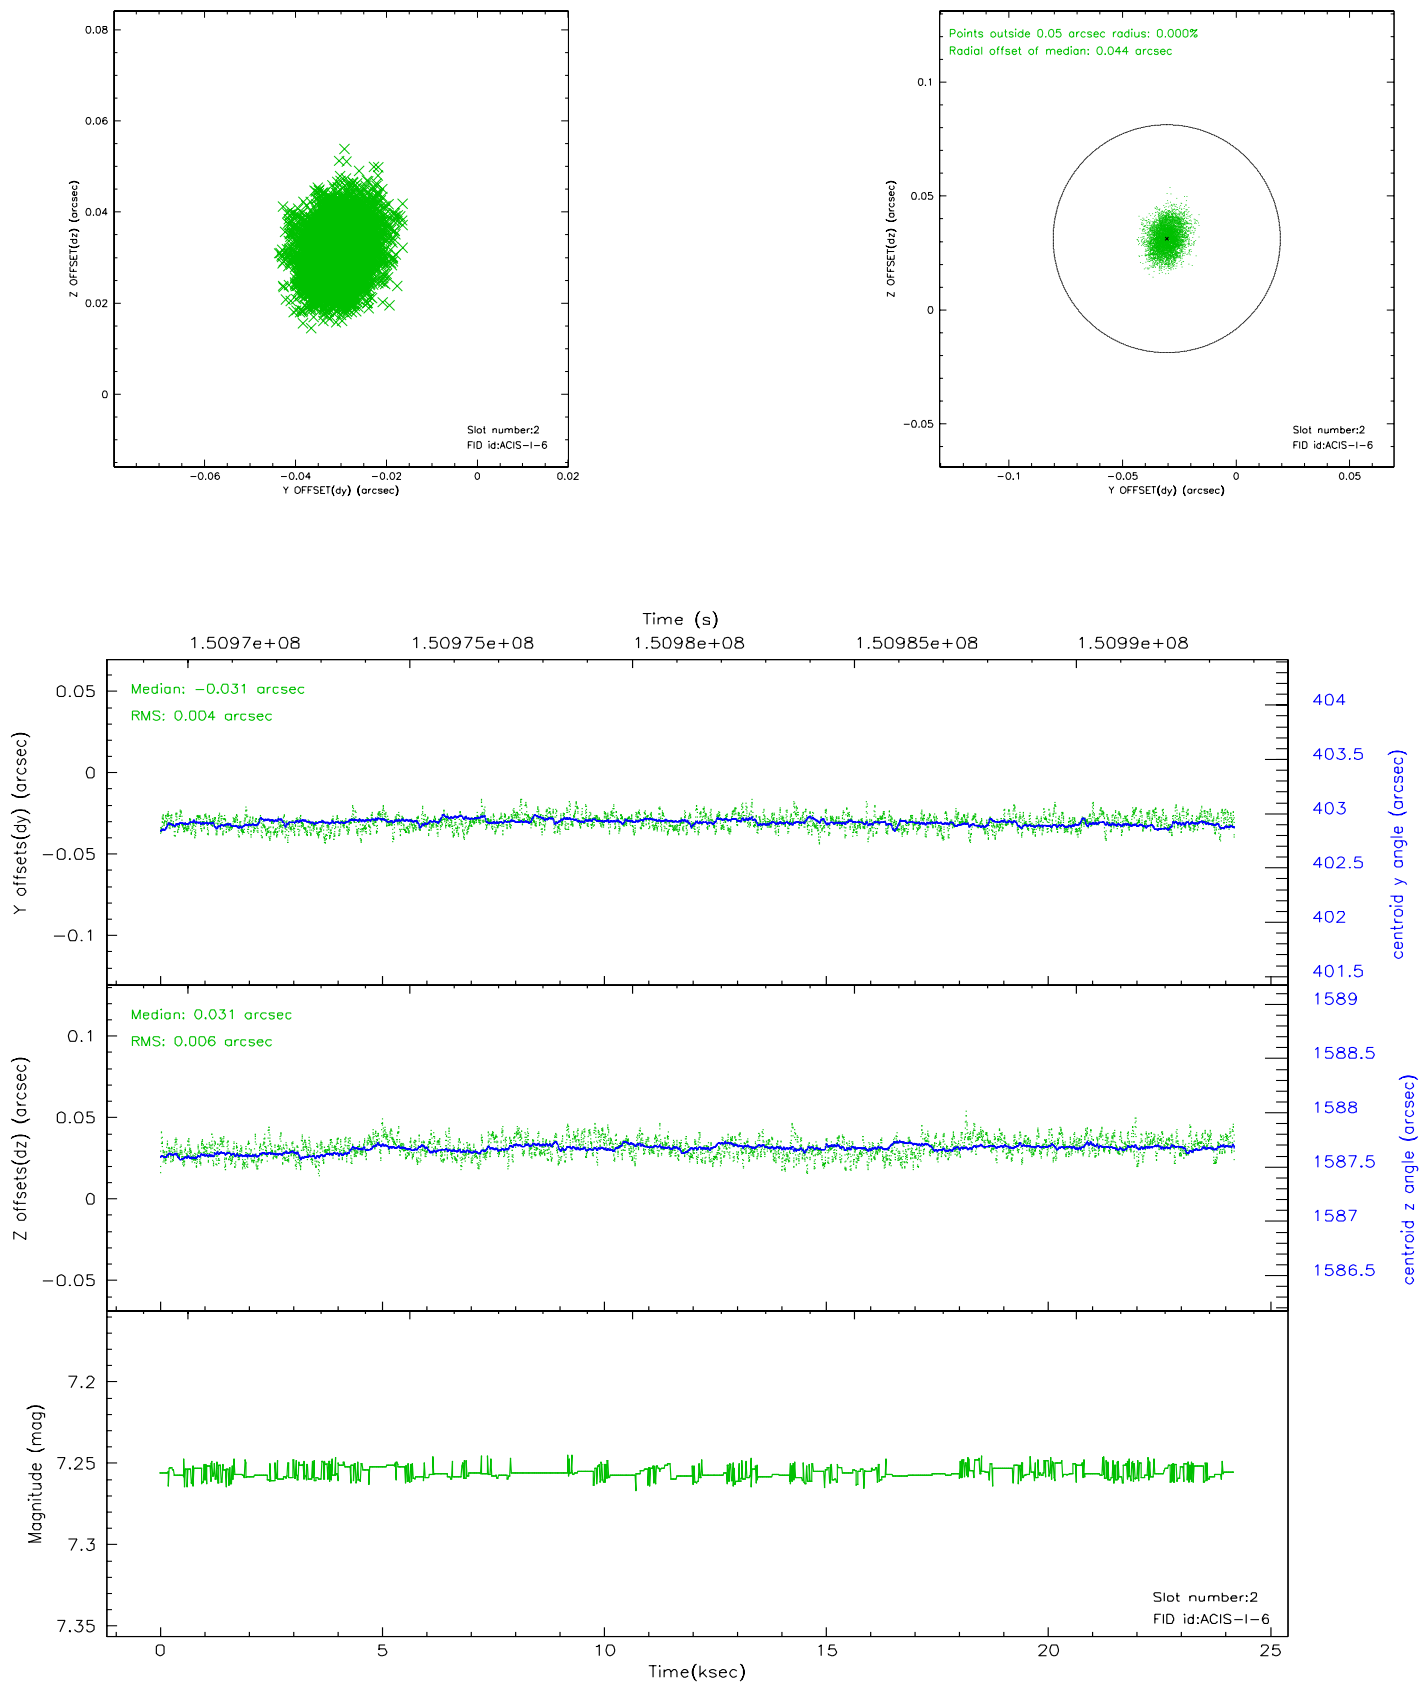 0.08
0.06
0.04
0.02
0
Z OFFSET(dz) (arcsec)
Slot number:2
FID id:ACIS-I-6
-0.06 -0.04 -0.02 0 0.02
Y OFFSET(dy) (arcsec)
Points outside 0.05 arcsec radius: 0.000%
Radial offset of median: 0.044 arcsec
0.1
0.05
0
-0.05
Z OFFSET(dz) (arcsec)
Slot number:2
FID id:ACIS-I-6
-0.1 -0.05 0 0.05
Y OFFSET(dy) (arcsec)
Time (s)
1.5097e+08 1.50975e+08 1.5098e+08 1.50985e+08 1.5099e+08
Median: -0.031 arcsec
RMS: 0.004 arcsec
0.05
0
-0.05
-0.1
Y offsets(dy) (arcsec)
404
403.5
403
402.5
402
401.5
centroid y angle (arcsec)
Median: 0.031 arcsec
RMS: 0.006 arcsec
0.1
0.05
0
-0.05
Z offsets(dz) (arcsec)
1589
1588.5
1588
1587.5
1587
1586.5
centroid z angle (arcsec)
7.2
7.25
7.3
7.35
Magnitude (mag)
Slot number:2
FID id:ACIS-I-6
0 5 10 15 20 25
Time(ksec)